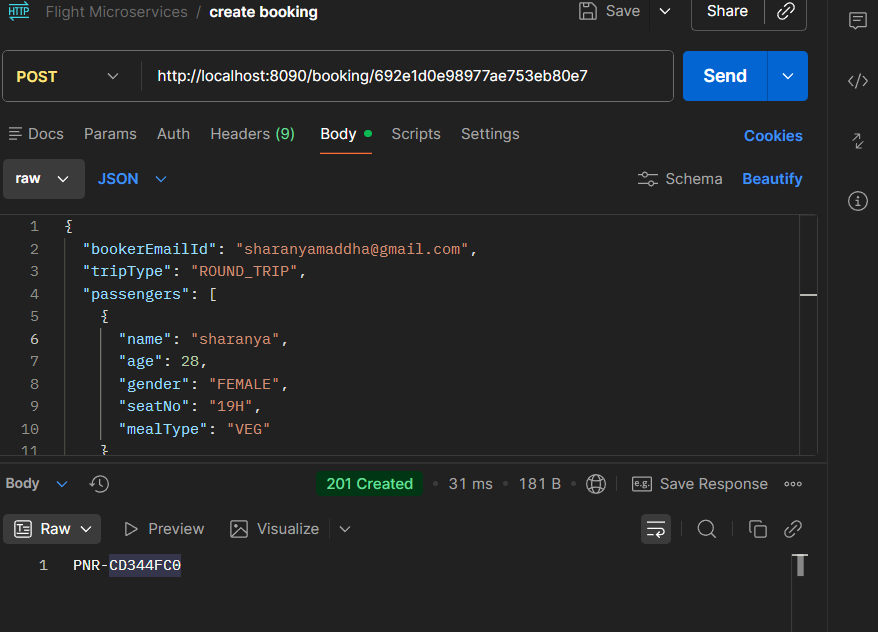 HTTP Flight Microservices / create booking Save Share
POST http://localhost:8090/booking/692e1d0e98977ae753eb80e7 Send
Docs Params Auth Headers (9) Body Scripts Settings Cookies
raw JSON Schema Beautify
1 {
2 "bookerEmailId": "sharanyamaddha@gmail.com",
3 "tripType": "ROUND_TRIP",
4 "passengers": [
5 {
6 "name": "sharanya",
7 "age": 28,
8 "gender": "FEMALE",
9 "seatNo": "19H",
10 "mealType": "VEG"
11 }
Body 201 Created • 31 ms • 181 B • e.g. Save Response
Raw Preview Visualize
1 PNR-CD344FC0